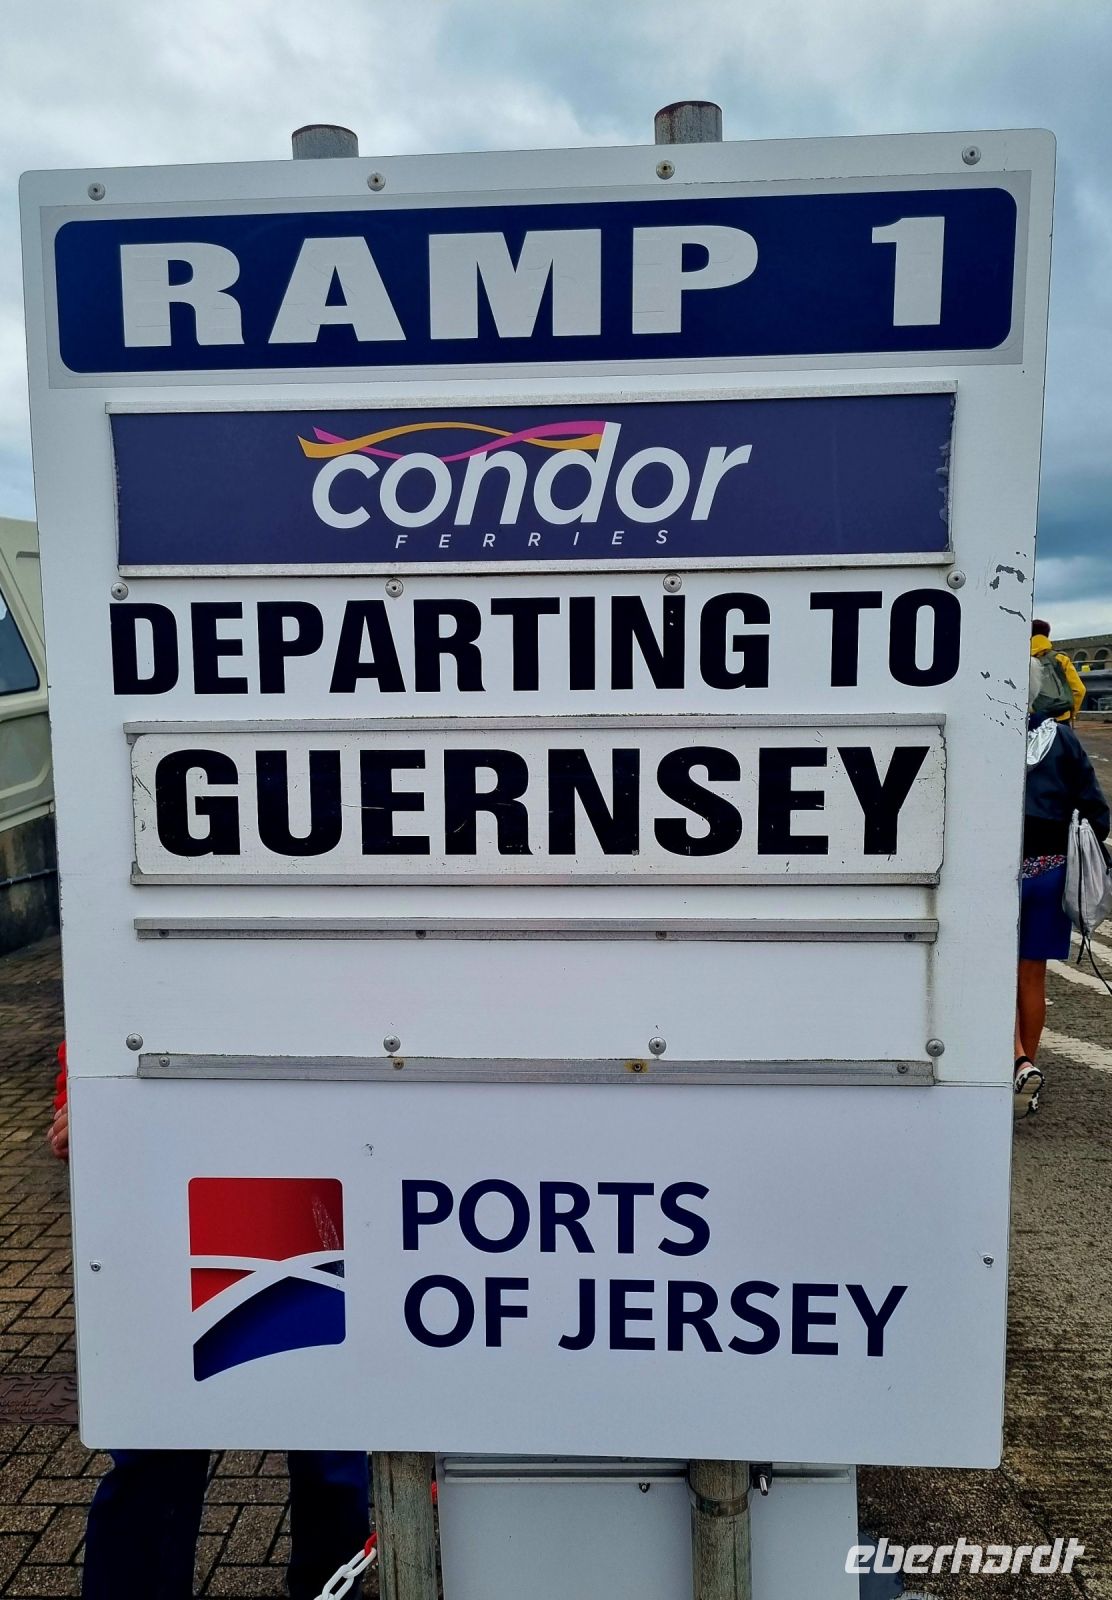 RAMP 1
condor
FERRIES
DEPARTING TO
GUERNSEY
PORTS
OF JERSEY
eberhardt